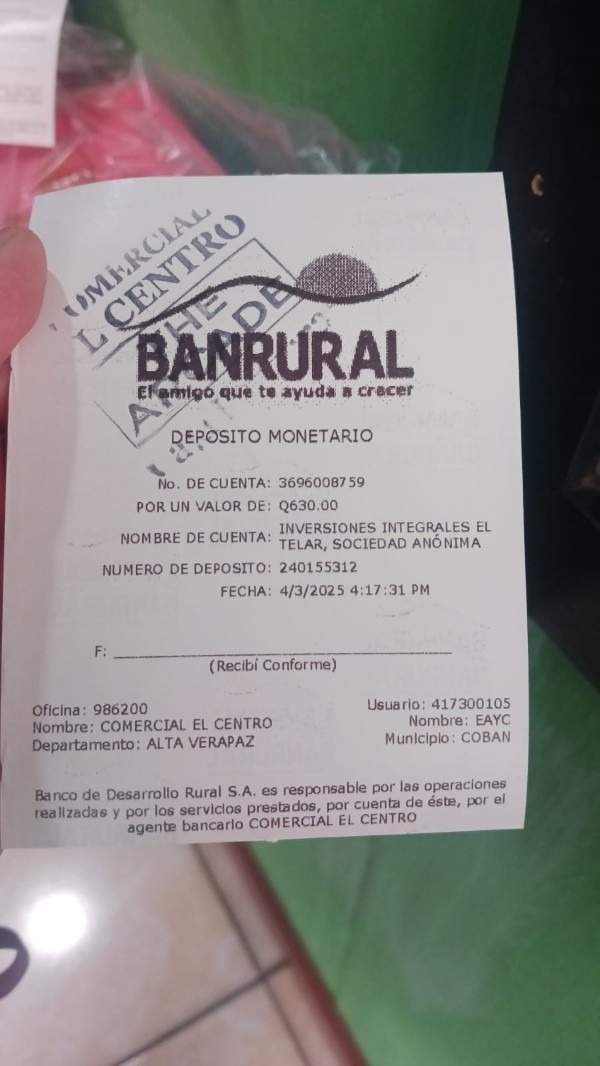 COMERCIAL
EL CENTRO
BANRURAL
El amigo que te ayuda a crecer
DEPOSITO MONETARIO
No. DE CUENTA: 3696008759
POR UN VALOR DE: Q630.00
NOMBRE DE CUENTA: INVERSIONES INTEGRALES EL
TELAR, SOCIEDAD ANÓNIMA
NUMERO DE DEPOSITO: 240155312
FECHA: 4/3/2025 4:17:31 PM
F:
(Recibí Conforme)
Oficina: 986200 Usuario: 417300105
Nombre: COMERCIAL EL CENTRO Nombre: EAYC
Departamento: ALTA VERAPAZ Municipio: COBAN
Banco de Desarrollo Rural S.A. es responsable por las operaciones
realizadas y por los servicios prestados, por cuenta de éste, por el
agente bancario COMERCIAL EL CENTRO